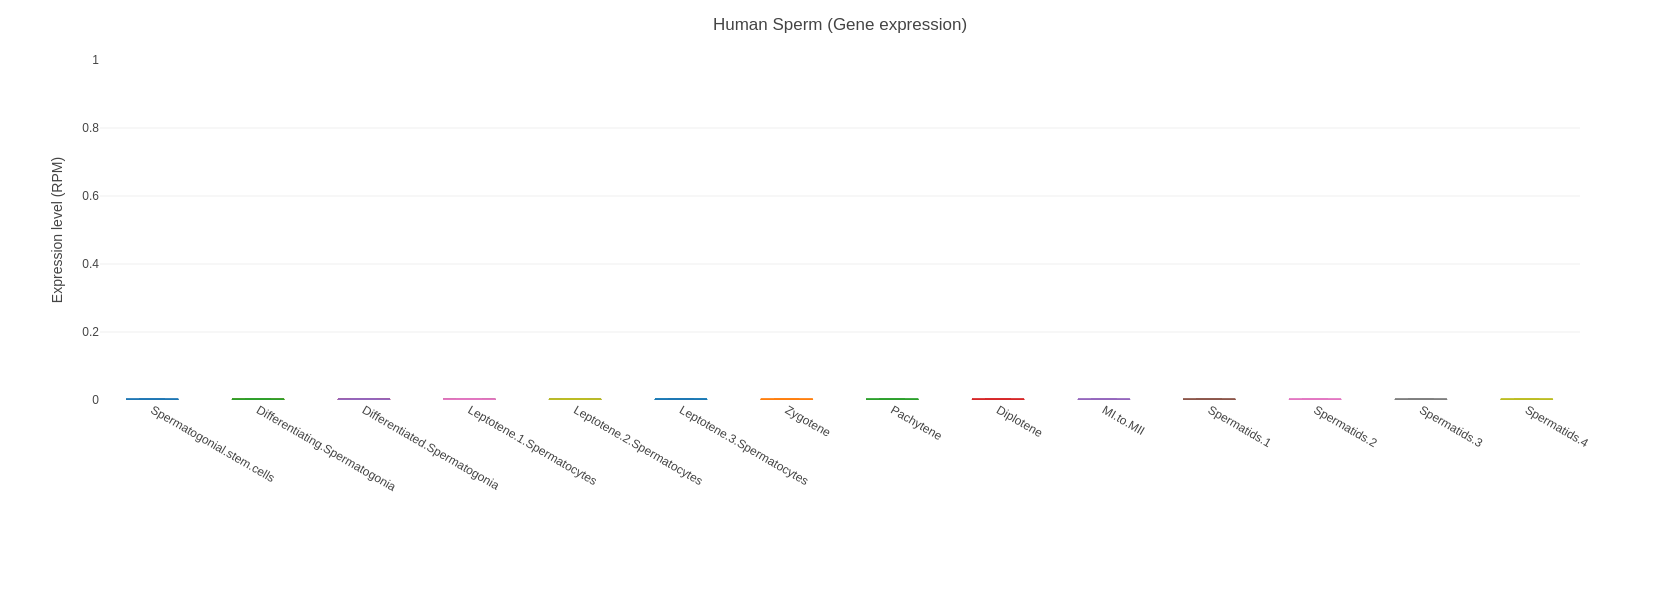 Human Sperm (Gene expression)
Expression level (RPM)
1
0.8
0.6
0.4
0.2
0
Spermatogonial.stem.cells
Differentiating.Spermatogonia
Differentiated.Spermatogonia
Leptotene.1.Spermatocytes
Leptotene.2.Spermatocytes
Leptotene.3.Spermatocytes
Zygotene
Pachytene
Diplotene
MI.to.MII
Spermatids.1
Spermatids.2
Spermatids.3
Spermatids.4